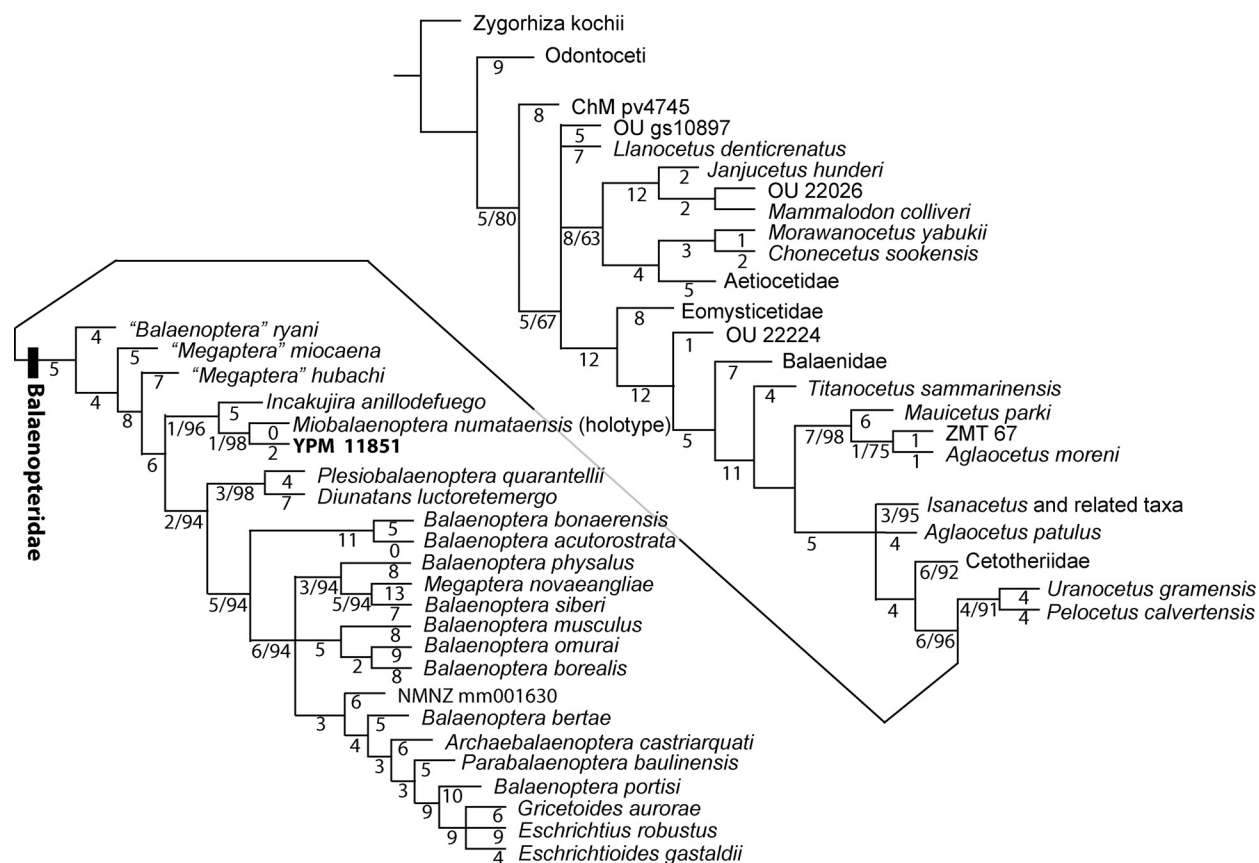 Zygorhiza kochii
Odontoceti
9
ChM pv4745
8
OU gs10897
5
Llanocetus denticrenatus
7
Janjucetus hunderi
2
12
OU 22026
2
Mammalodon colliveri
5/80
8/63
Morawanocetus yabukii
1
3
Chonecetus sookensis
2
4
Aetiocetidae
5
5/67
Eomysticetidae
8
OU 22224
1
12
Balaenidae
7
12
Titanocetus sammarinensis
4
5
Mauicetus parki
6
7/98
ZMT 67
1
1/75
Aglaocetus moreni
1
11
Isanacetus and related taxa
3/95
Aglaocetus patulus
4
5
Cetotheriidae
6/92
4
Uranocetus gramensis
4
4/91
Pelocetus calvertensis
4
6/96
Balaenopteridae
5
“Balaenoptera” ryani
4
“Megaptera” miocaena
5
4
“Megaptera” hubachi
7
8
Incakujira anillodefuego
5
1/96
Miobalaenoptera numataensis (holotype)
0
1/98
YPM 11851
2
6
Plesiobalaenoptera quarantellii
4
3/98
Diunatans luctoretemergo
7
2/94
Balaenoptera bonaerensis
5
11
Balaenoptera acutorostrata
0
Balaenoptera physalus
8
3/94
Megaptera novaeangliae
13
5/94
Balaenoptera siberi
7
5/94
Balaenoptera musculus
8
6/94
5
Balaenoptera omurai
9
2
Balaenoptera borealis
8
NMNZ mm001630
6
3
Balaenoptera bertae
5
4
Archaebalaenoptera castriarquati
6
3
Parabalaenoptera baulinensis
5
3
Balaenoptera portisi
10
9
Gricetoides aurorae
6
Eschrichtius robustus
9
9
Eschrichtioides gastaldii
4